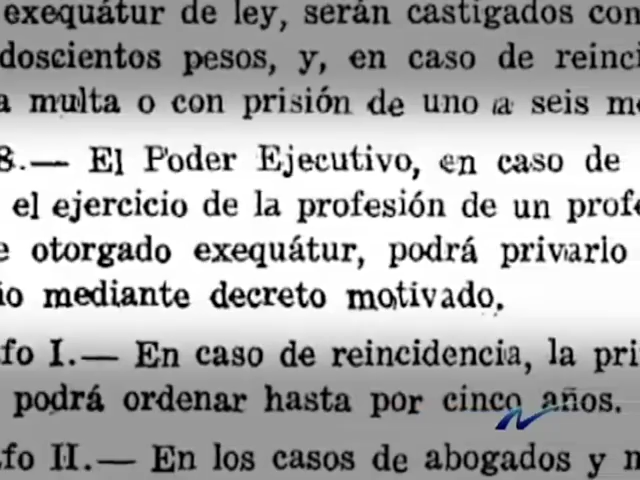 exequátur de ley, serán castigados con
doscientos pesos, y, en caso de reinci
a multa o con prisión de uno a seis m
8.— El Poder Ejecutivo, en caso de
el ejercicio de la profesión de un prof
e otorgado exequátur, podrá privarlo
io mediante decreto motivado.
fo I.— En caso de reincidencia, la pri
podrá ordenar hasta por cinco años.
fo II.— En los casos de abogados y